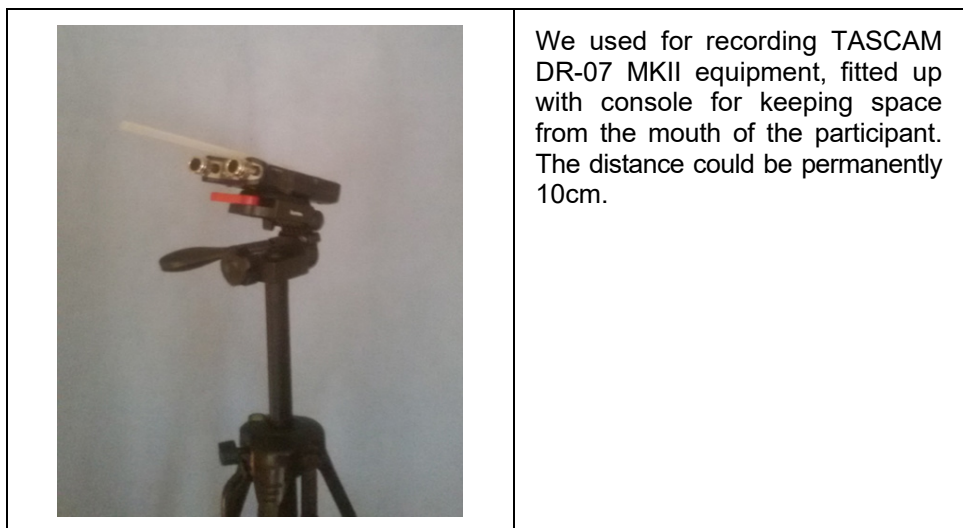 We used for recording TASCAM
DR-07 MKII equipment, fitted up
with console for keeping space
from the mouth of the participant.
The distance could be permanently
10cm.